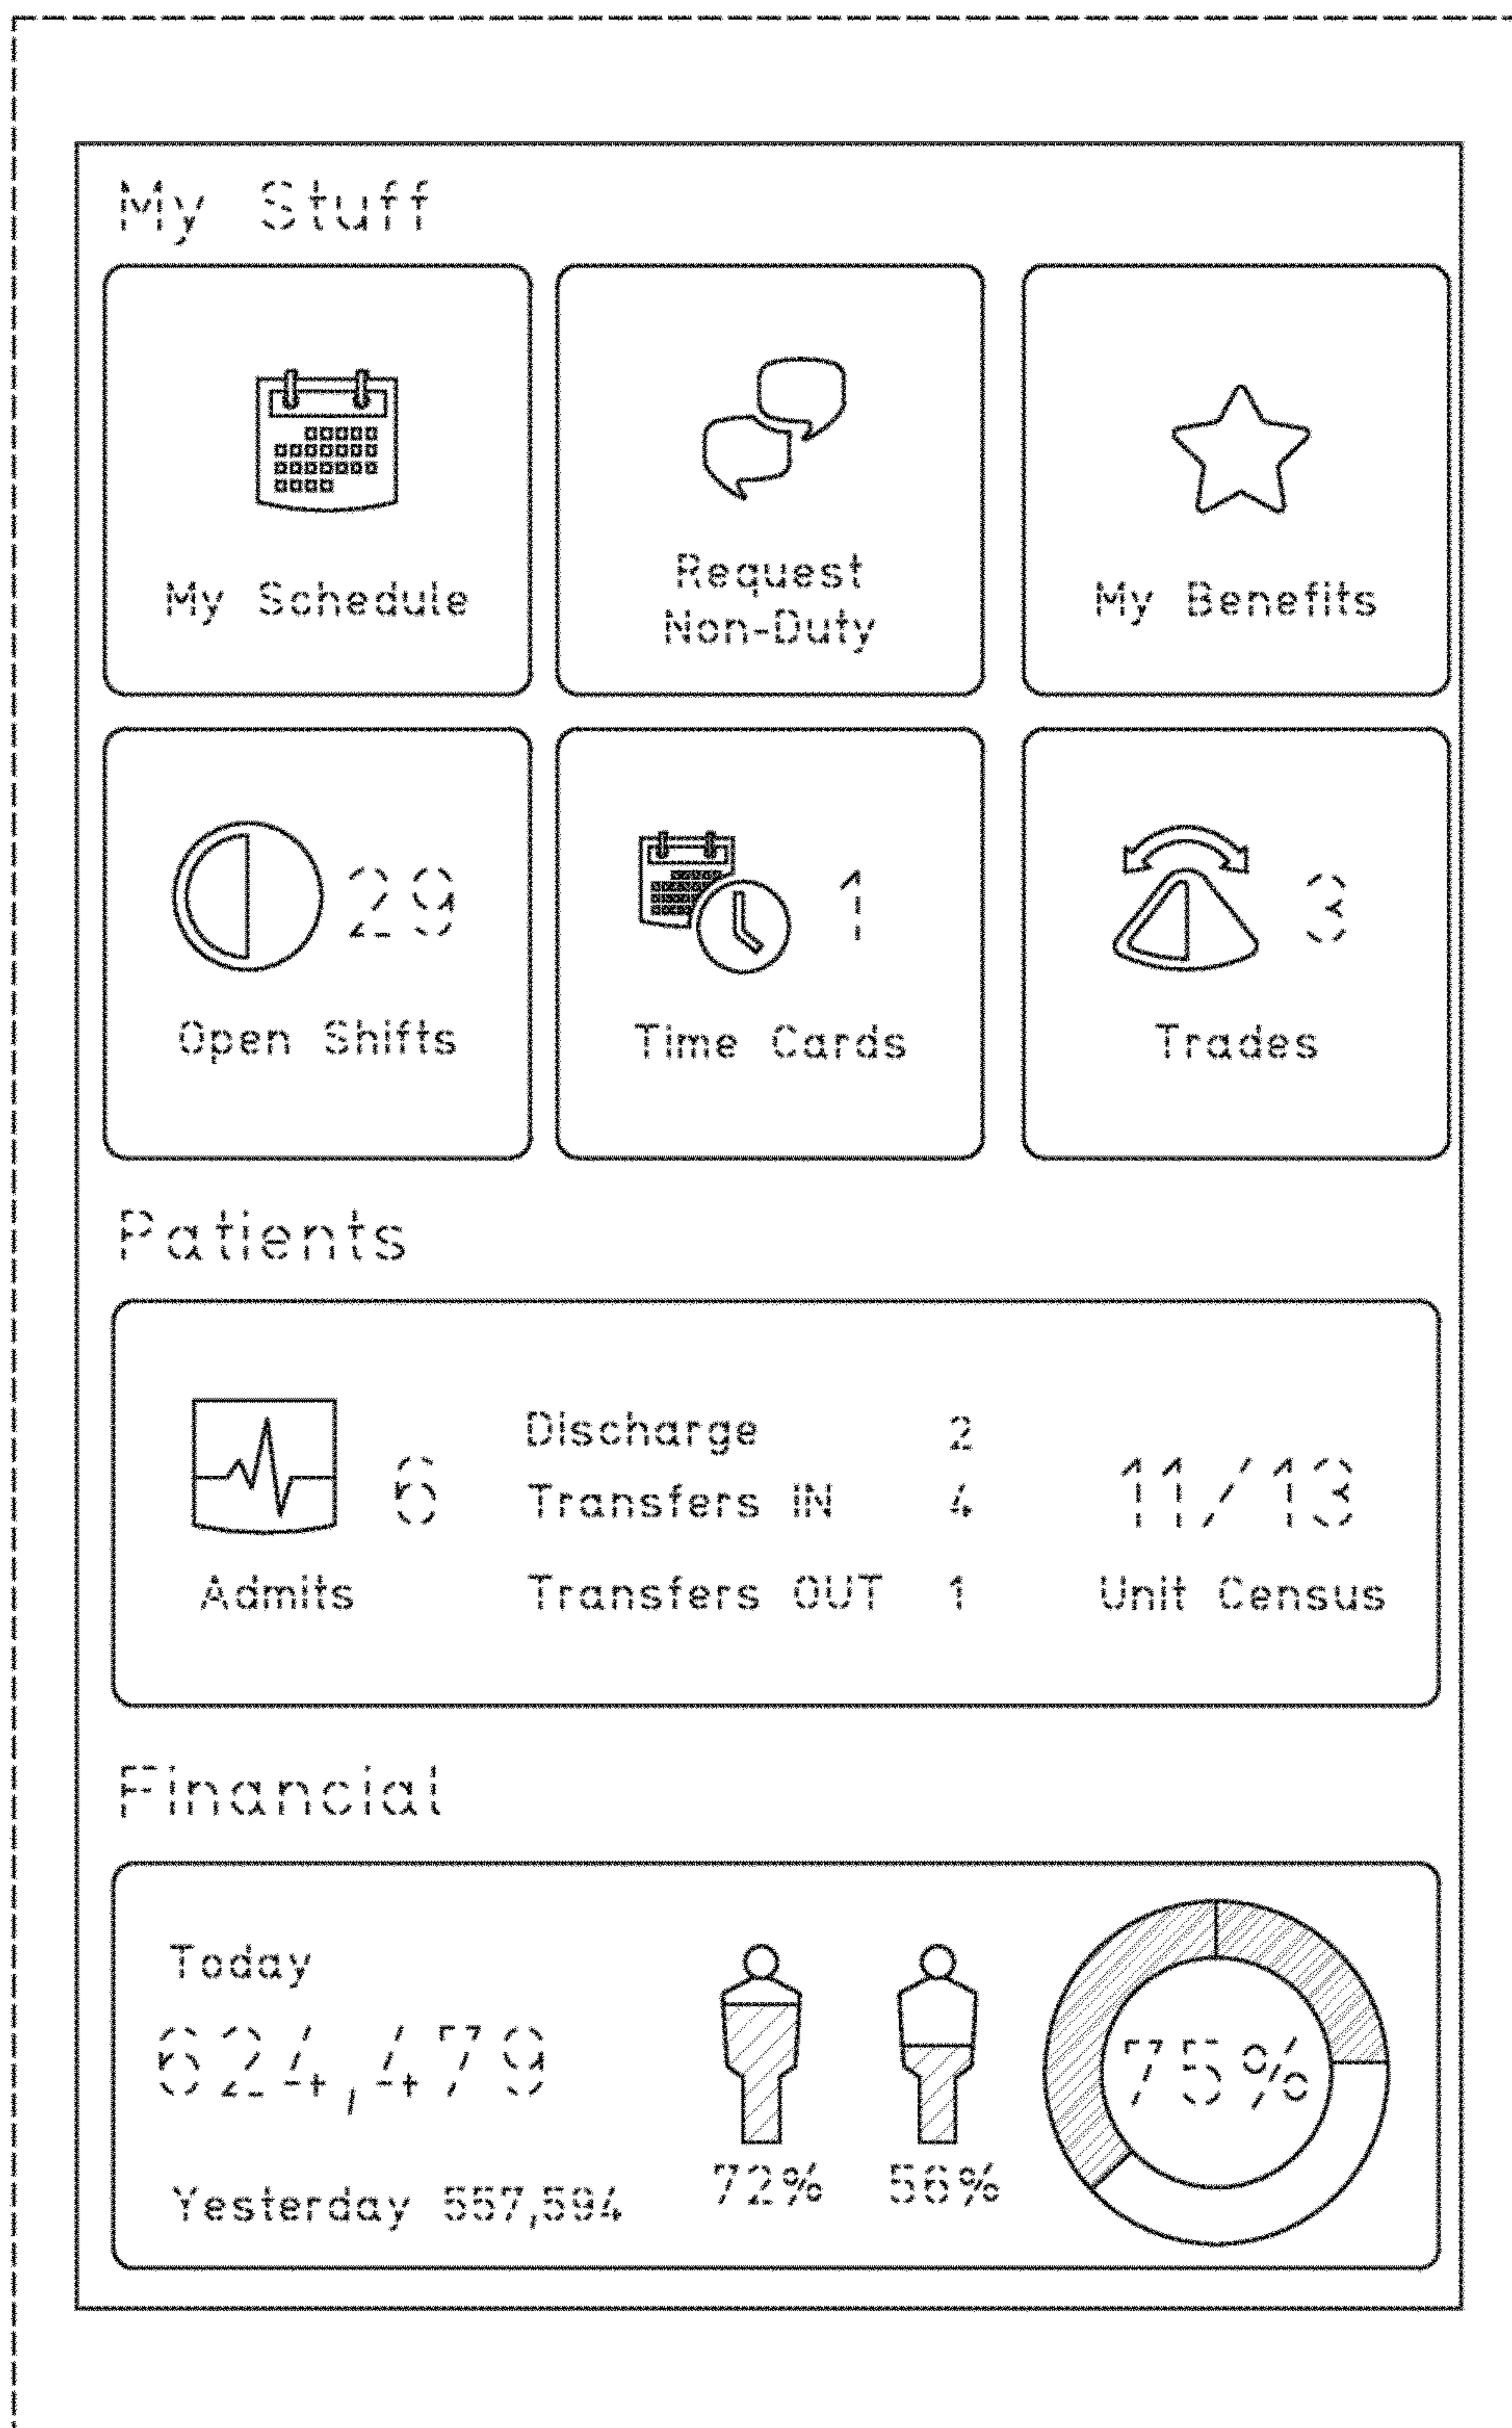 My Stuff
My Schedule
Request
Non-Duty
My Benefits
29
Open Shifts
1
Time Cards
3
Trades
Patients
6
Admits
Discharge 2
Transfers IN 4
Transfers OUT 1
11/13
Unit Census
Financial
Today
624,479
Yesterday 557,594
72%
56%
75%